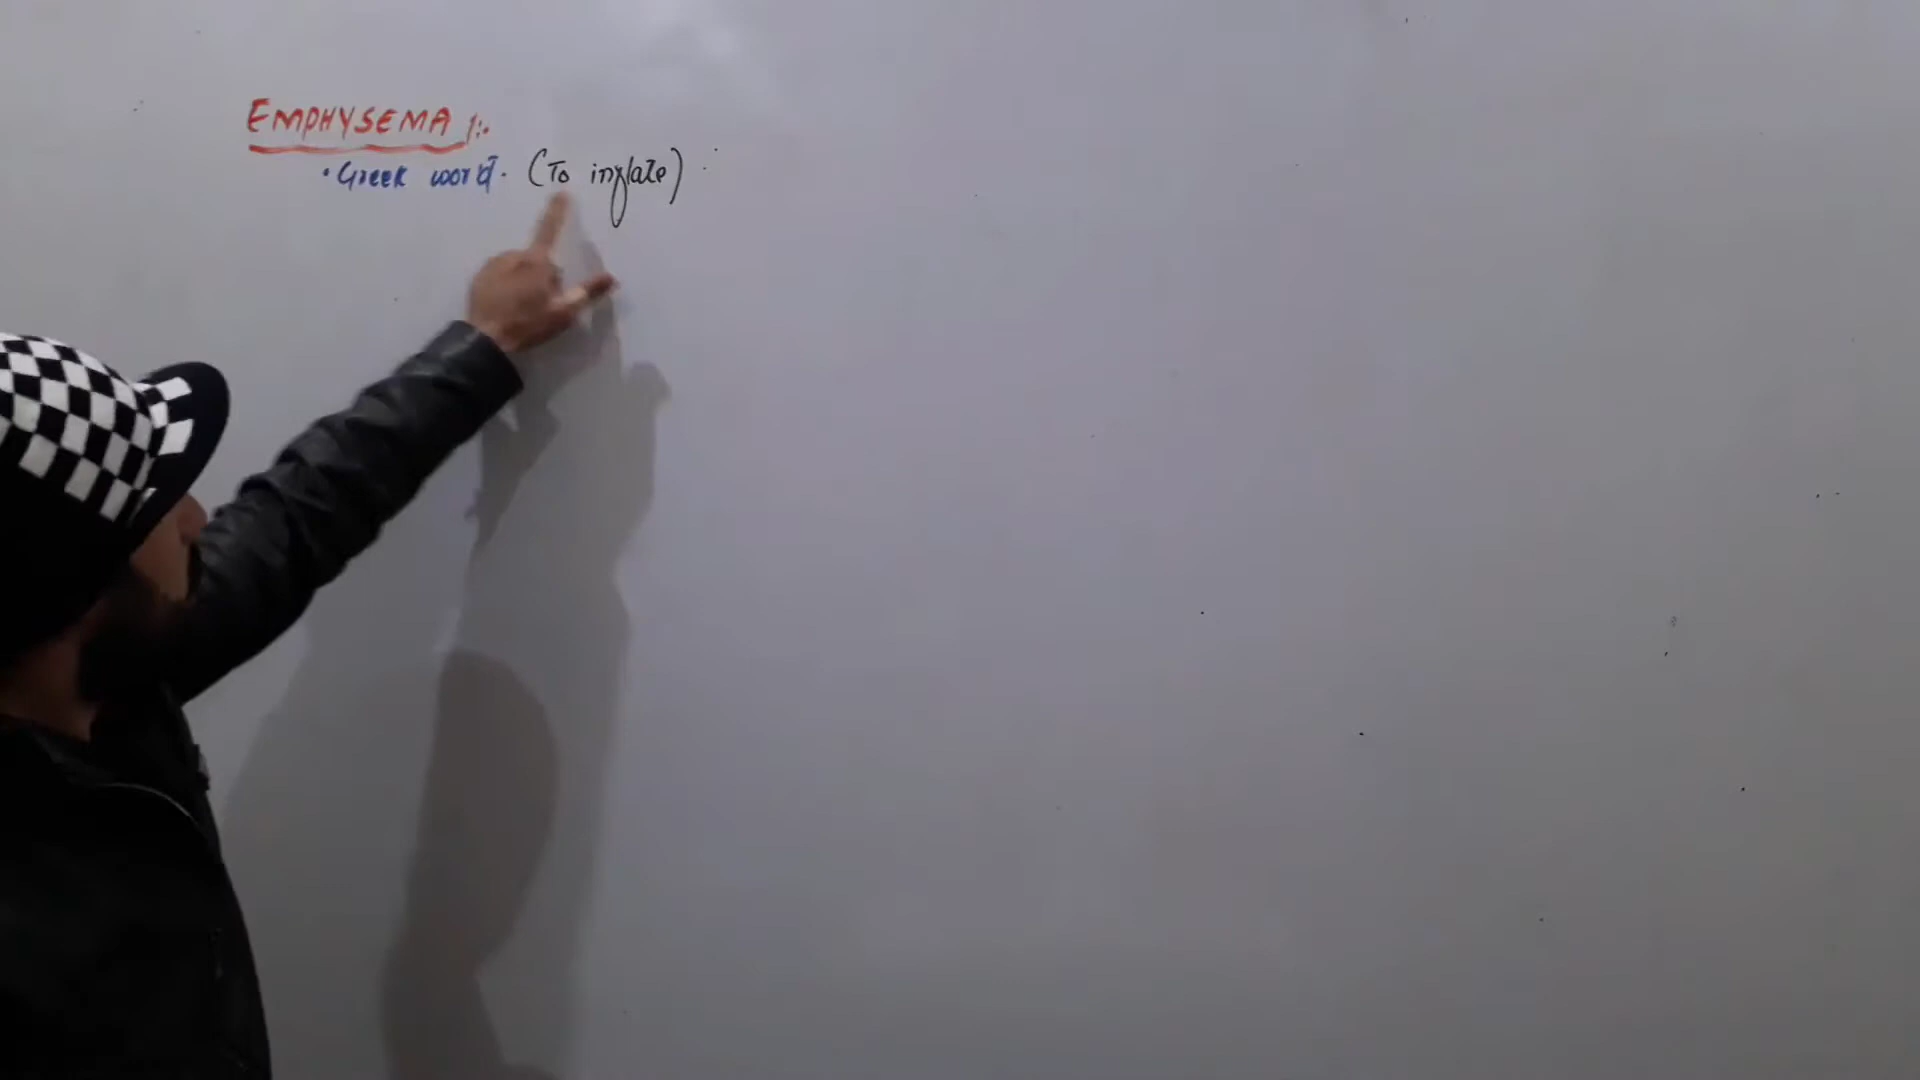 EMPHYSEMA :-
• Greek word. (To inflate)